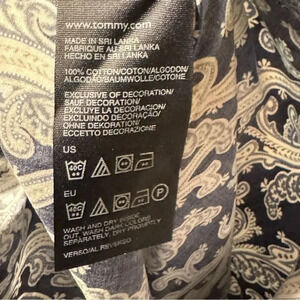 www.tommy.com
MADE IN SRI LANKA
FABRIQUE AU SRI LANKA
HECHO EN SRI LANKA
100% COTTON/COTON/ALGODON/
ALGODÃO/BAUMWOLLE/COTONE
EXCLUSIVE OF DECORATION/
SAUF DECORATION/
EXCLUYE LA DECORACION/
EXCLUINDO DECORAÇÃO/
OHNE DEKORATION/
ECCETTO DECORAZIONE
US
40C
EU
40C
P
WASH AND DRY INSIDE
OUT, WASH DARK COLORS
SEPARATELY, DRY PROMPTLY
VERSO/AL REVERSO